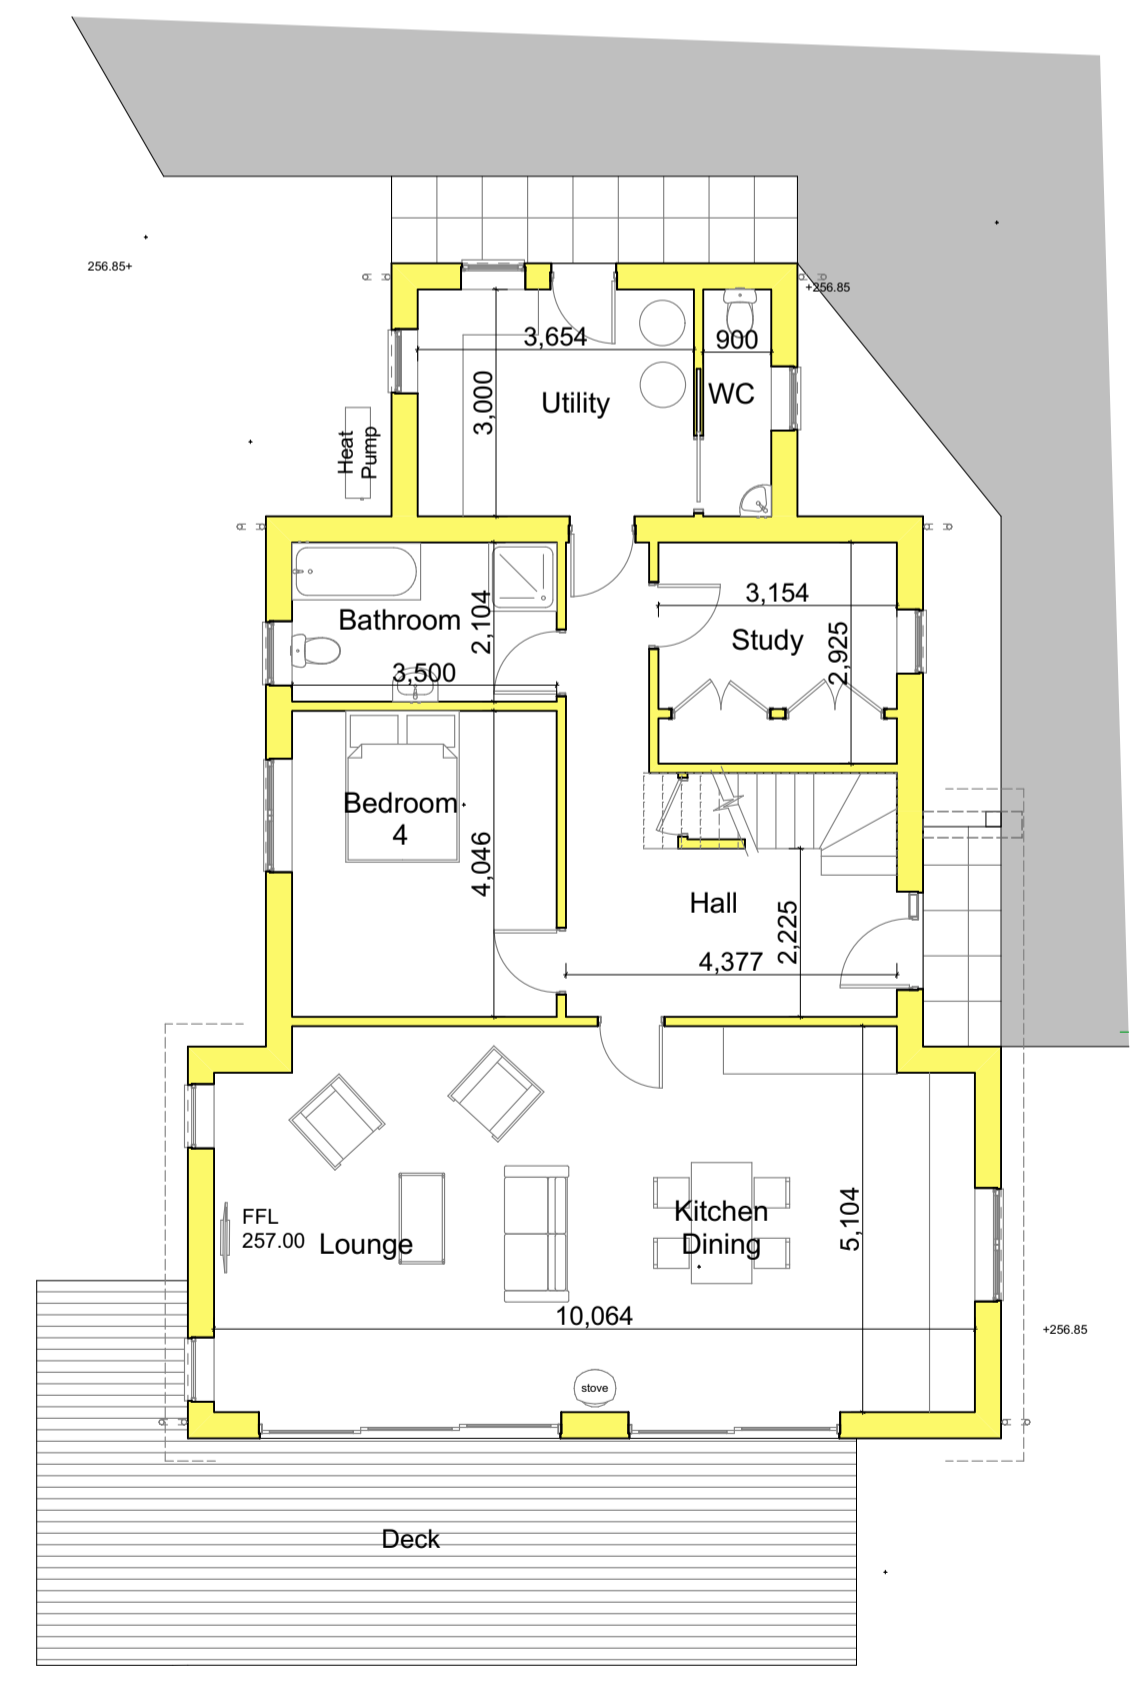 256.85+
+256.85
3,654
900
3,000
Utility
WC
Heat
Pump
2,104
Bathroom
3,500
3,154
Study
2,925
Bedroom
4
4,046
Hall
2,225
4,377
FFL
257.00
Lounge
Kitchen
Dining
5,104
10,064
+256.85
stove
Deck